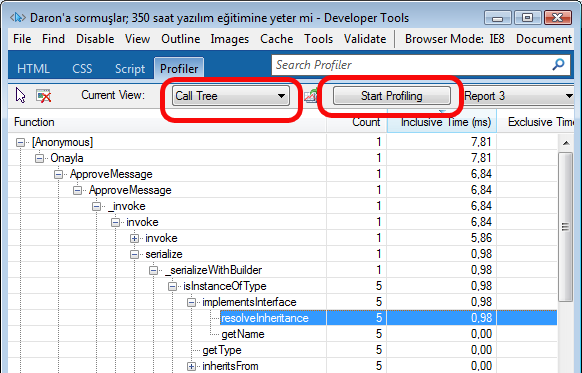 Daron'a sormuşlar; 350 saat yazılım eğitimine yeter mi - Developer Tools
File Find Disable View Outline Images Cache Tools Validate Browser Mode: IE8 Document
HTML CSS Script Profiler Search Profiler
Current View: Call Tree Start Profiling Report 3
Function Count Inclusive Time (ms) Exclusive Time
[Anonymous] 1 7,81
Onayla 1 7,81
ApproveMessage 1 6,84
ApproveMessage 1 6,84
_invoke 1 6,84
invoke 1 6,84
invoke 1 5,86
serialize 1 0,98
_serializeWithBuilder 1 0,98
isInstanceOfType 5 0,98
implementsInterface 5 0,98
resolveInheritance 5 0,98
getName 5 0,00
getType 5 0,00
inheritsFrom 5 0,00